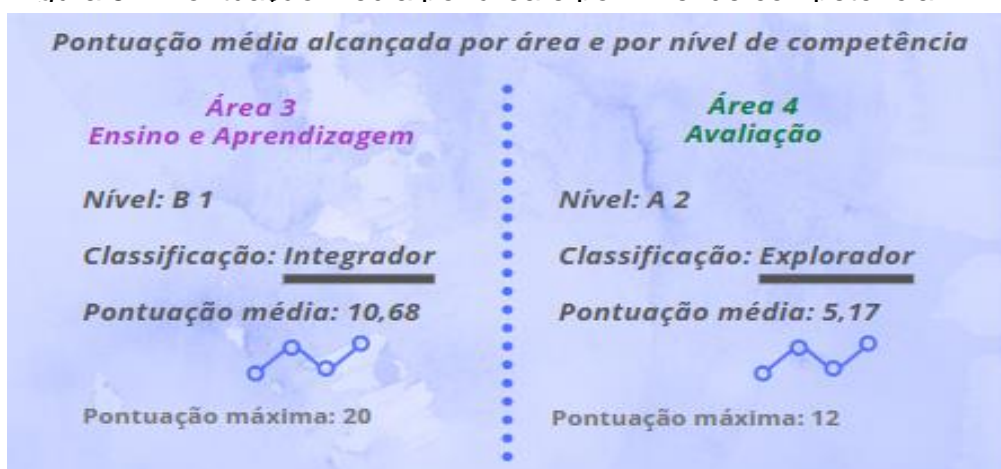 Pontuação média alcançada por área e por nível de competência
Área 3
Ensino e Aprendizagem
Nível: B 1
Classificação: Integrador
Pontuação média: 10,68
Pontuação máxima: 20
Área 4
Avaliação
Nível: A 2
Classificação: Explorador
Pontuação média: 5,17
Pontuação máxima: 12